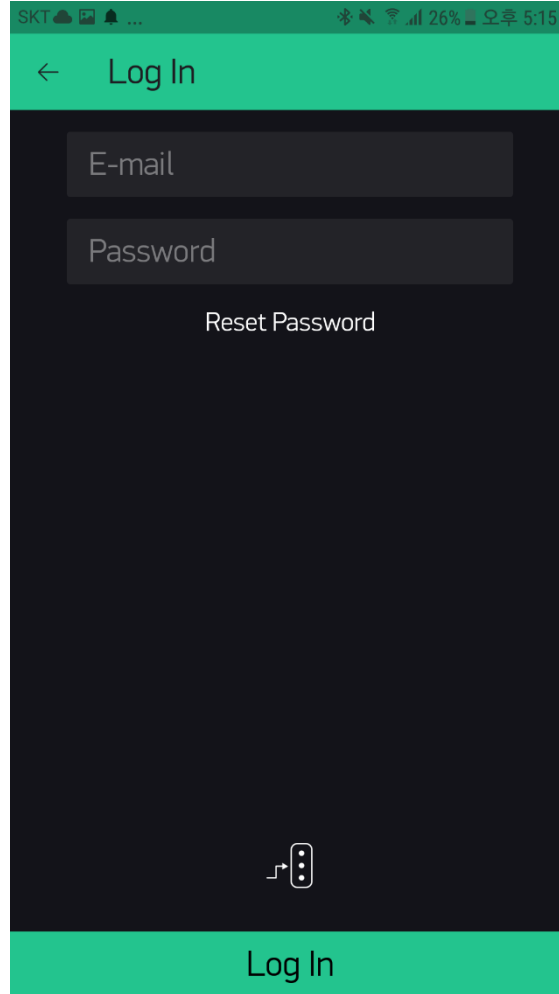 SKT ... 26% 오후 5:15
Log In
E-mail
Password
Reset Password
Log In